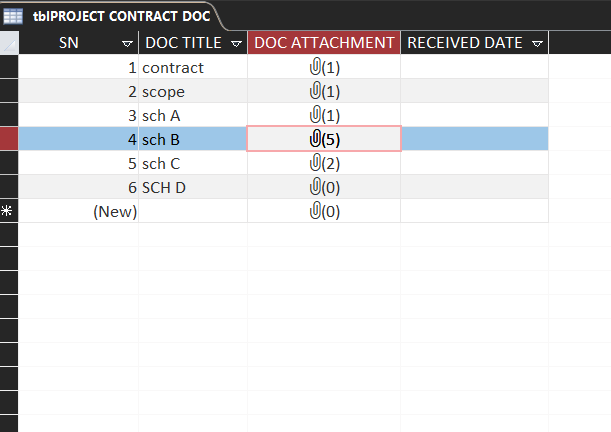 tblPROJECT CONTRACT DOC
SN DOC TITLE DOC ATTACHMENT RECEIVED DATE
1 contract (1)
2 scope (1)
3 sch A (1)
4 sch B (5)
5 sch C (2)
6 SCH D (0)
(New) (0)